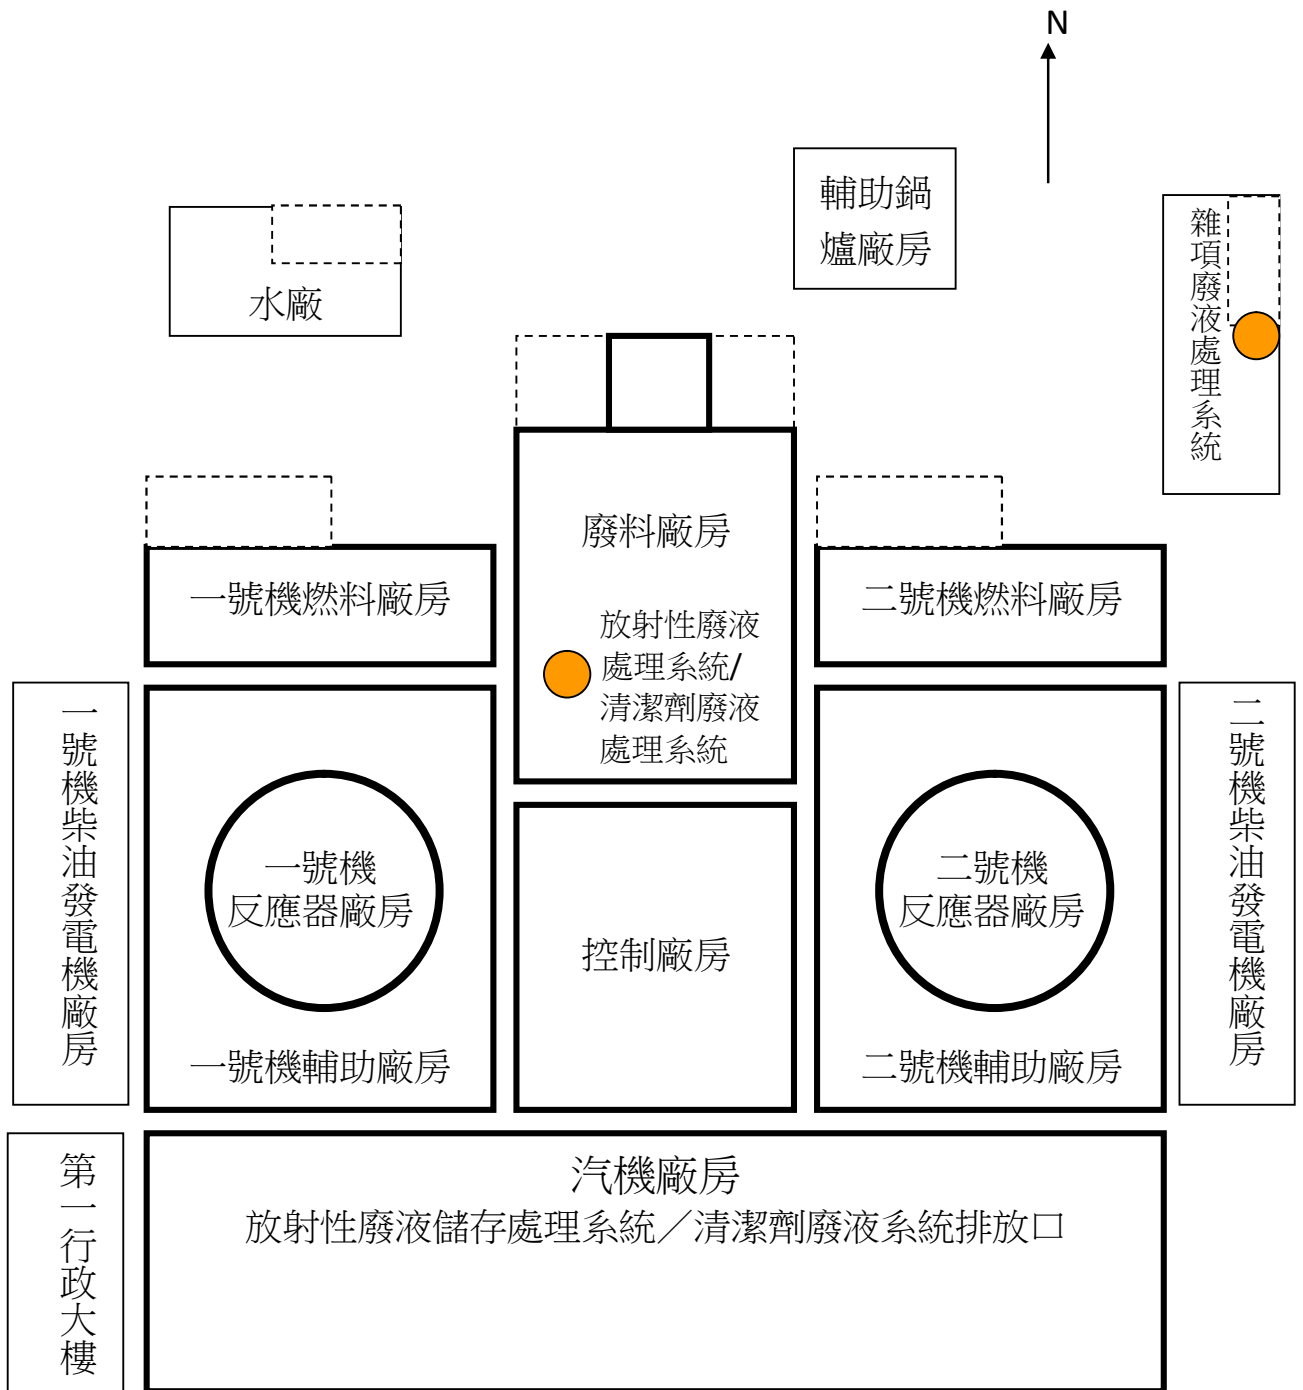 N
輔助鍋
爐廠房
雜項廢液處理系統
水廠
廢料廠房
一號機燃料廠房
二號機燃料廠房
放射性廢液
處理系統/
清潔劑廢液
處理系統
一號機柴油發電機廠房
二號機柴油發電機廠房
一號機
反應器廠房
二號機
反應器廠房
控制廠房
一號機輔助廠房
二號機輔助廠房
第一行政大樓
汽機廠房
放射性廢液儲存處理系統／清潔劑廢液系統排放口